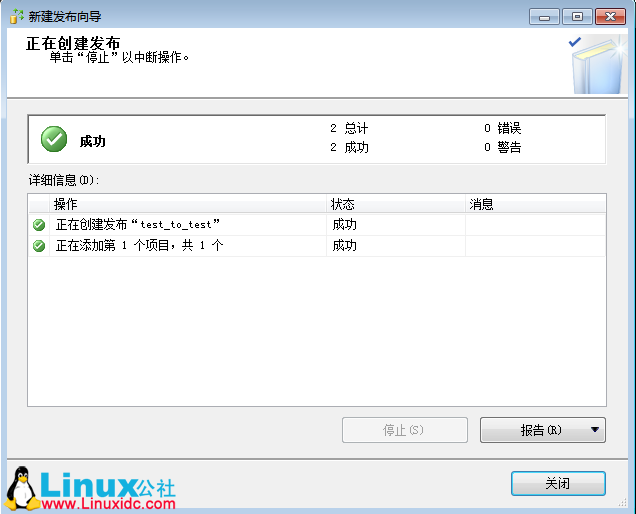 新建发布向导
正在创建发布
单击“停止”以中断操作。
成功
2 总计
0 错误
2 成功
0 警告
详细信息(D):
操作 状态 消息
正在创建发布“test_to_test” 成功
正在添加第 1 个项目，共 1 个 成功
停止(S) 报告(R)
关闭
Linux公社
www.Linuxidc.com